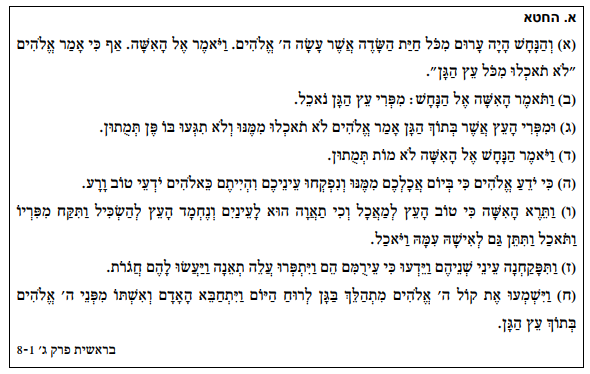 א. החטא
(א) וְהַנָּחָשׁ הָיָה עָרוּם מִכֹּל חַיַּת הַשָּׂדֶה אֲשֶׁר עָשָׂה ה׳ אֱלֹהִים. וַיֹּאמֶר אֶל הָאִשָּׁה. אַף כִּי אָמַר אֱלֹהִים
״לֹא תֹאכְלוּ מִכֹּל עֵץ הַגָּן״.
(ב) וַתֹּאמֶר הָאִשָּׁה אֶל הַנָּחָשׁ: מִפְּרִי עֵץ הַגָּן נֹאכֵל.
(ג) וּמִפְּרִי הָעֵץ אֲשֶׁר בְּתוֹךְ הַגָּן אָמַר אֱלֹהִים לֹא תֹאכְלוּ מִמֶּנּוּ וְלֹא תִגְּעוּ בּוֹ פֶּן תְּמֻתוּן.
(ד) וַיֹּאמֶר הַנָּחָשׁ אֶל הָאִשָּׁה לֹא מוֹת תְּמֻתוּן.
(ה) כִּי יֹדֵעַ אֱלֹהִים כִּי בְּיוֹם אֲכָלְכֶם מִמֶּנּוּ וְנִפְקְחוּ עֵינֵיכֶם וִהְיִיתֶם כֵּאלֹהִים יֹדְעֵי טוֹב וָרָע.
(ו) וַתֵּרֶא הָאִשָּׁה כִּי טוֹב הָעֵץ לְמַאֲכָל וְכִי תַאֲוָה הוּא לָעֵינַיִם וְנֶחְמָד הָעֵץ לְהַשְׂכִּיל וַתִּקַּח מִפִּרְיוֹ
וַתֹּאכַל וַתִּתֵּן גַּם לְאִישָׁהּ עִמָּהּ וַיֹּאכַל.
(ז) וַתִּפָּקַחְנָה עֵינֵי שְׁנֵיהֶם וַיֵּדְעוּ כִּי עֵירֻמִּם הֵם וַיִּתְפְּרוּ עֲלֵה תְאֵנָה וַיַּעֲשׂוּ לָהֶם חֲגֹרֹת.
(ח) וַיִּשְׁמְעוּ אֶת קוֹל ה׳ אֱלֹהִים מִתְהַלֵּךְ בַּגָּן לְרוּחַ הַיּוֹם וַיִּתְחַבֵּא הָאָדָם וְאִשְׁתּוֹ מִפְּנֵי ה׳ אֱלֹהִים
בְּתוֹךְ עֵץ הַגָּן.
בראשית פרק ג׳ 8-1